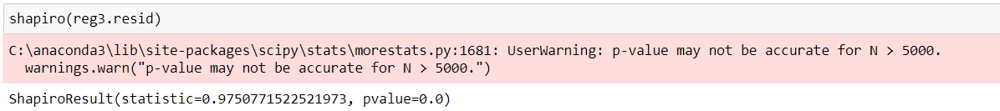 shapiro(reg3.resid)
C:\anaconda3\lib\site-packages\scipy\stats\morestats.py:1681: UserWarning: p-value may not be accurate for N > 5000.
  warnings.warn("p-value may not be accurate for N > 5000.")
ShapiroResult(statistic=0.9750771522521973, pvalue=0.0)